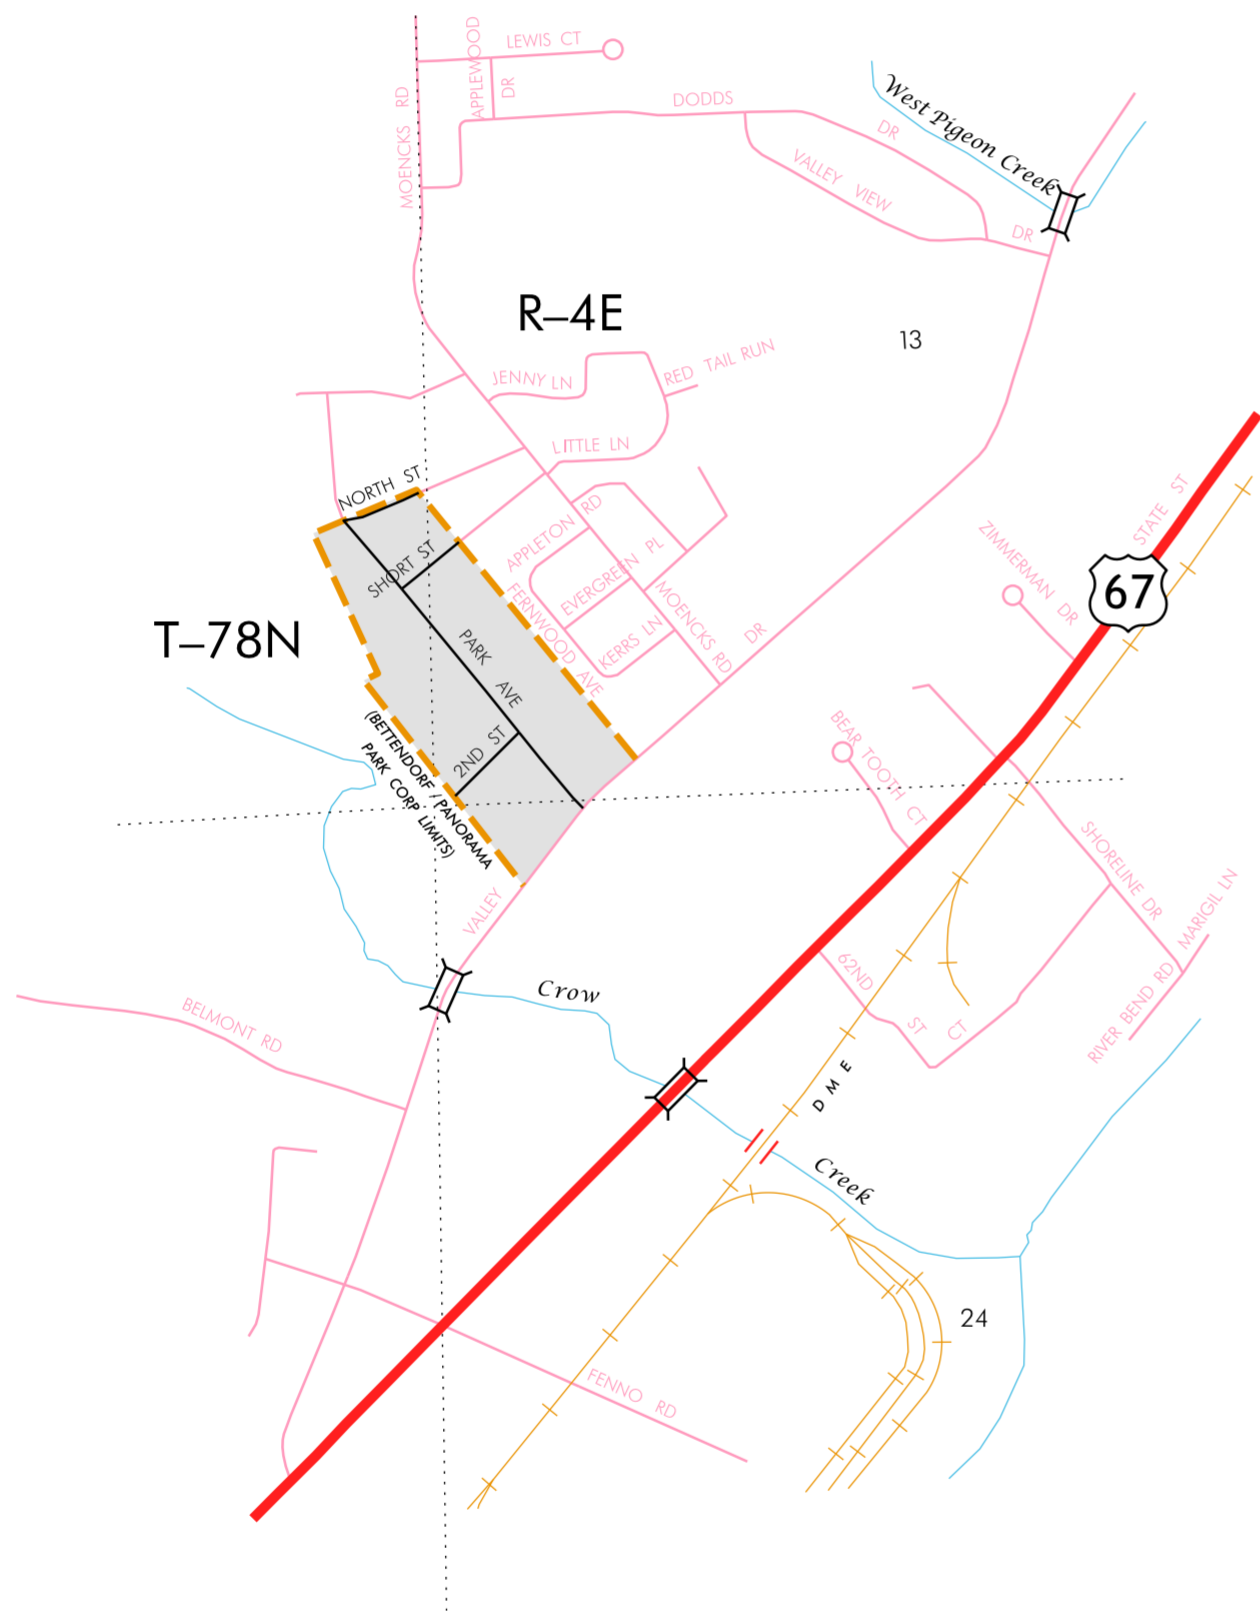 LEWIS CT
APPLEWOOD
DR
MOENCKS RD
DODDS
DR
VALLEY VIEW
DR
West Pigeon Creek
R–4E
13
JENNY LN
RED TAIL RUN
LITTLE LN
NORTH ST
SHORT ST
APPLETON RD
EVERGREEN PL
FERNWOOD AVE
KERRS LN
MOENCKS RD
DR
STATE ST
ZIMMERMAN DR
67
T–78N
PARK AVE
2ND ST
(BETTENDORF / PANORAMA
PARK CORP LIMITS)
BEAR TOOTH CT
SHORELINE DR
MARIGIL LN
RIVER BEND RD
VALLEY
62ND
ST CT
Crow
BELMONT RD
DME
Creek
24
FENNO RD